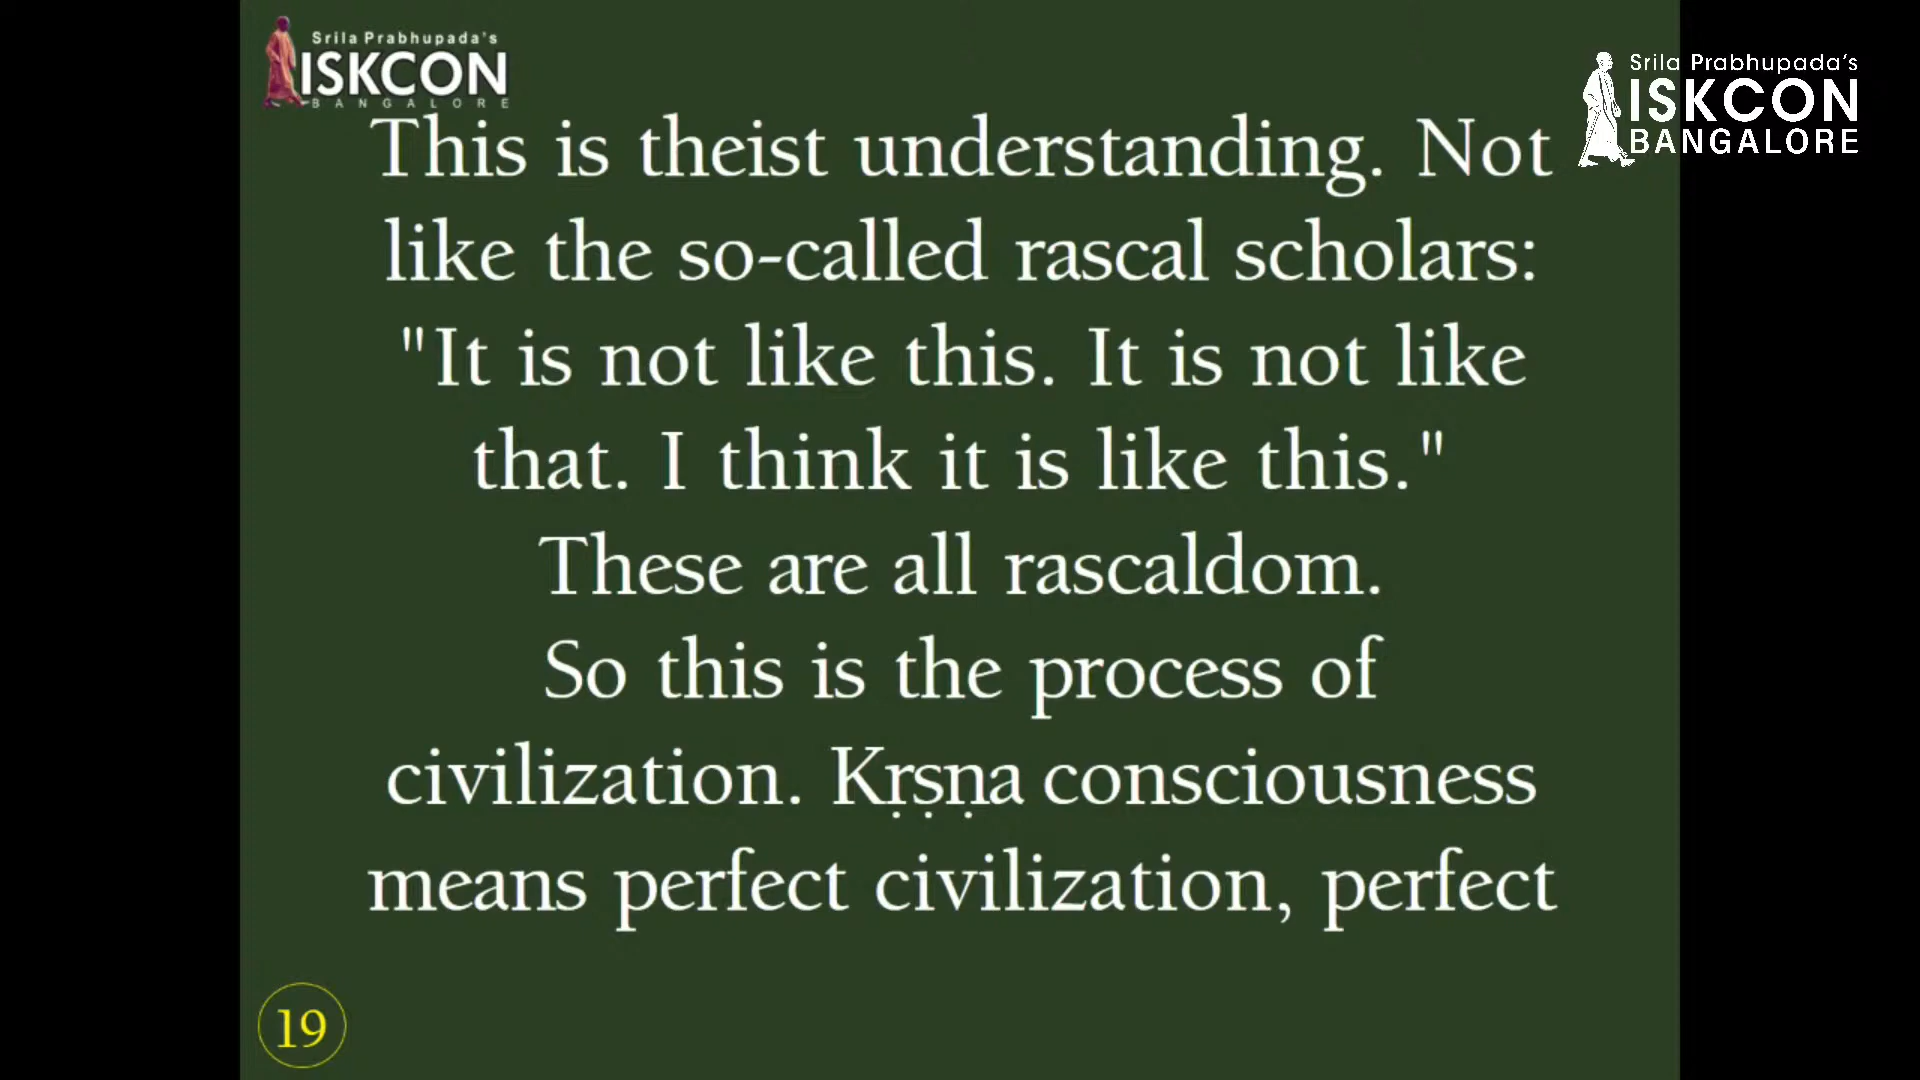 Srila Prabhupada's
ISKCON
BANGALORE
Srila Prabhupada's
ISKCON
BANGALORE
This is theist understanding. Not
like the so-called rascal scholars:
"It is not like this. It is not like
that. I think it is like this."
These are all rascaldom.
So this is the process of
civilization. Kṛṣṇa consciousness
means perfect civilization, perfect
19